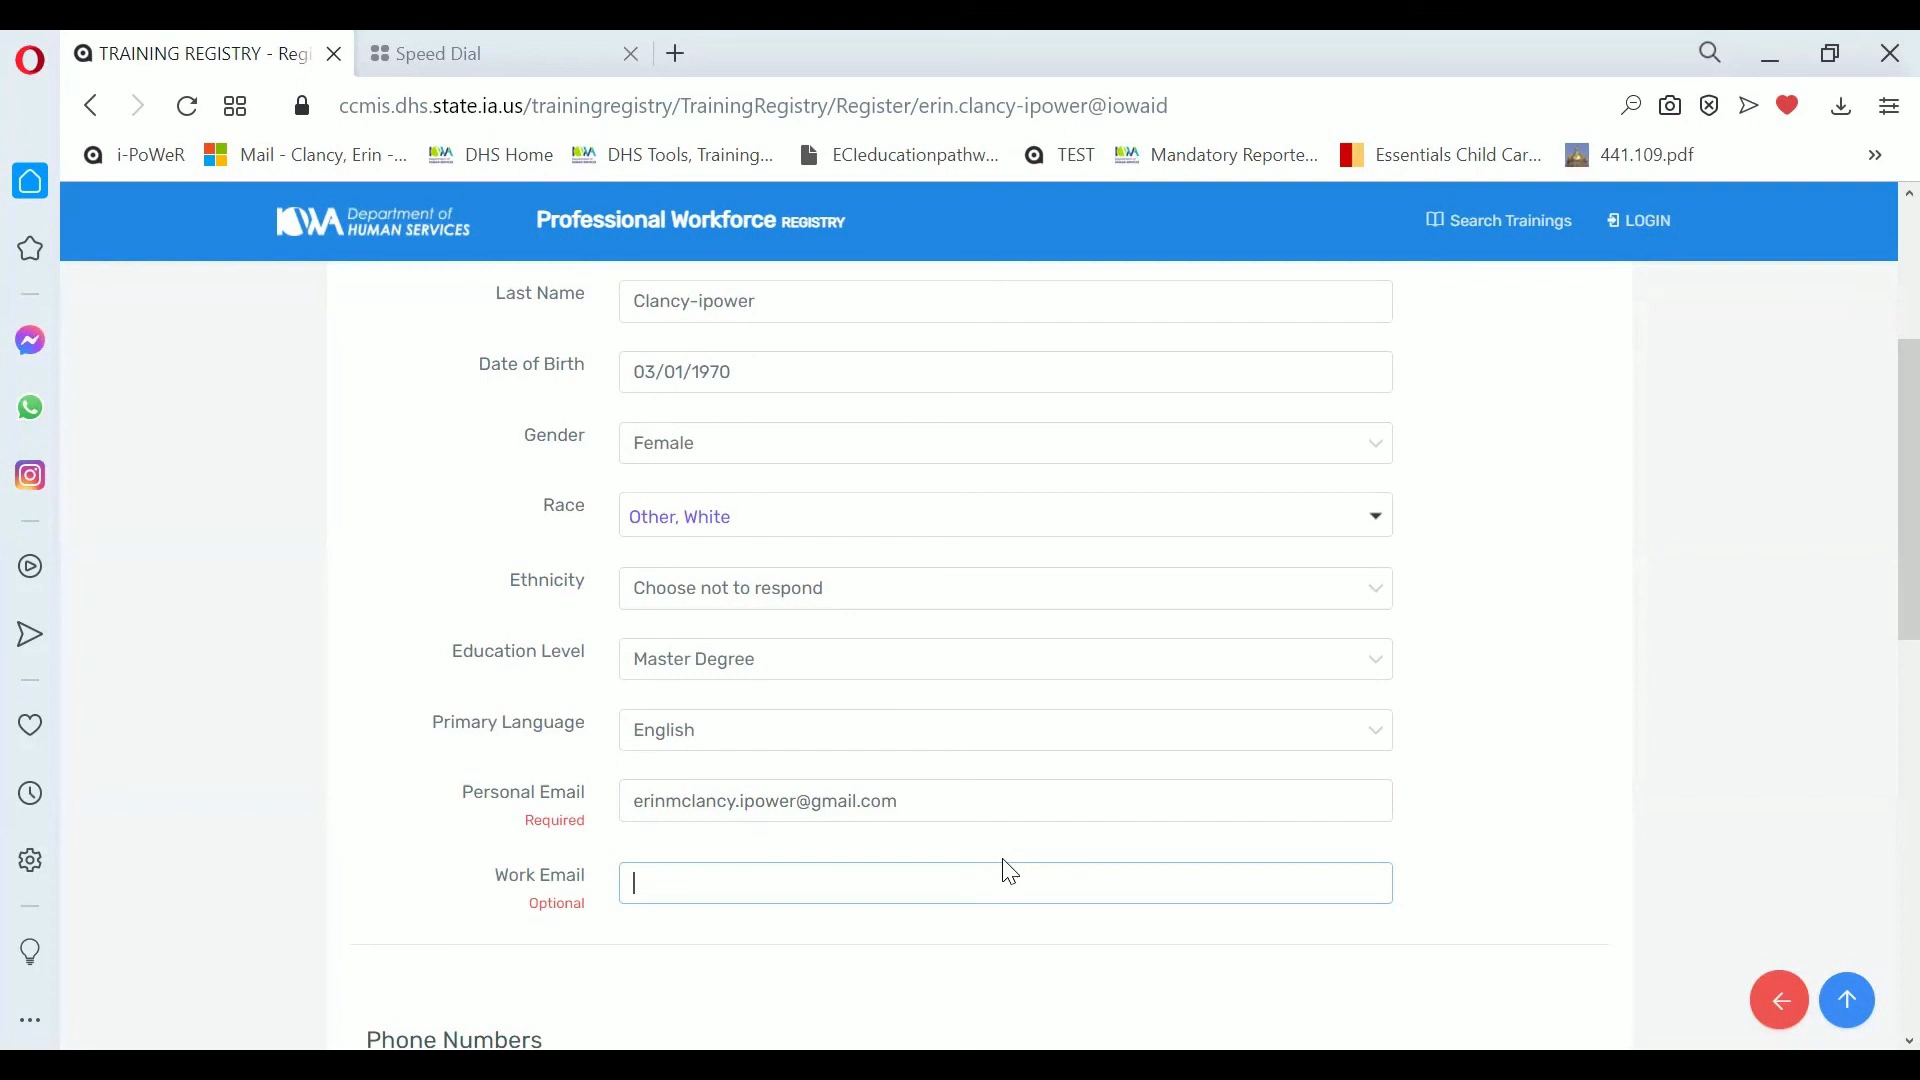 TRAINING REGISTRY - Regi
Speed Dial
ccmis.dhs.state.ia.us/trainingregistry/TrainingRegistry/Register/erin.clancy-ipower@iowaid
i-PoWeR
Mail - Clancy, Erin -...
DHS Home
DHS Tools, Training...
ECIeducationpathw...
TEST
Mandatory Reporte...
Essentials Child Car...
441.109.pdf
IOWA Department of HUMAN SERVICES
Professional Workforce REGISTRY
Search Trainings
LOGIN
Last Name
Clancy-ipower
Date of Birth
03/01/1970
Gender
Female
Race
Other, White
Ethnicity
Choose not to respond
Education Level
Master Degree
Primary Language
English
Personal Email
Required
erinmclancy.ipower@gmail.com
Work Email
Optional
Phone Numbers